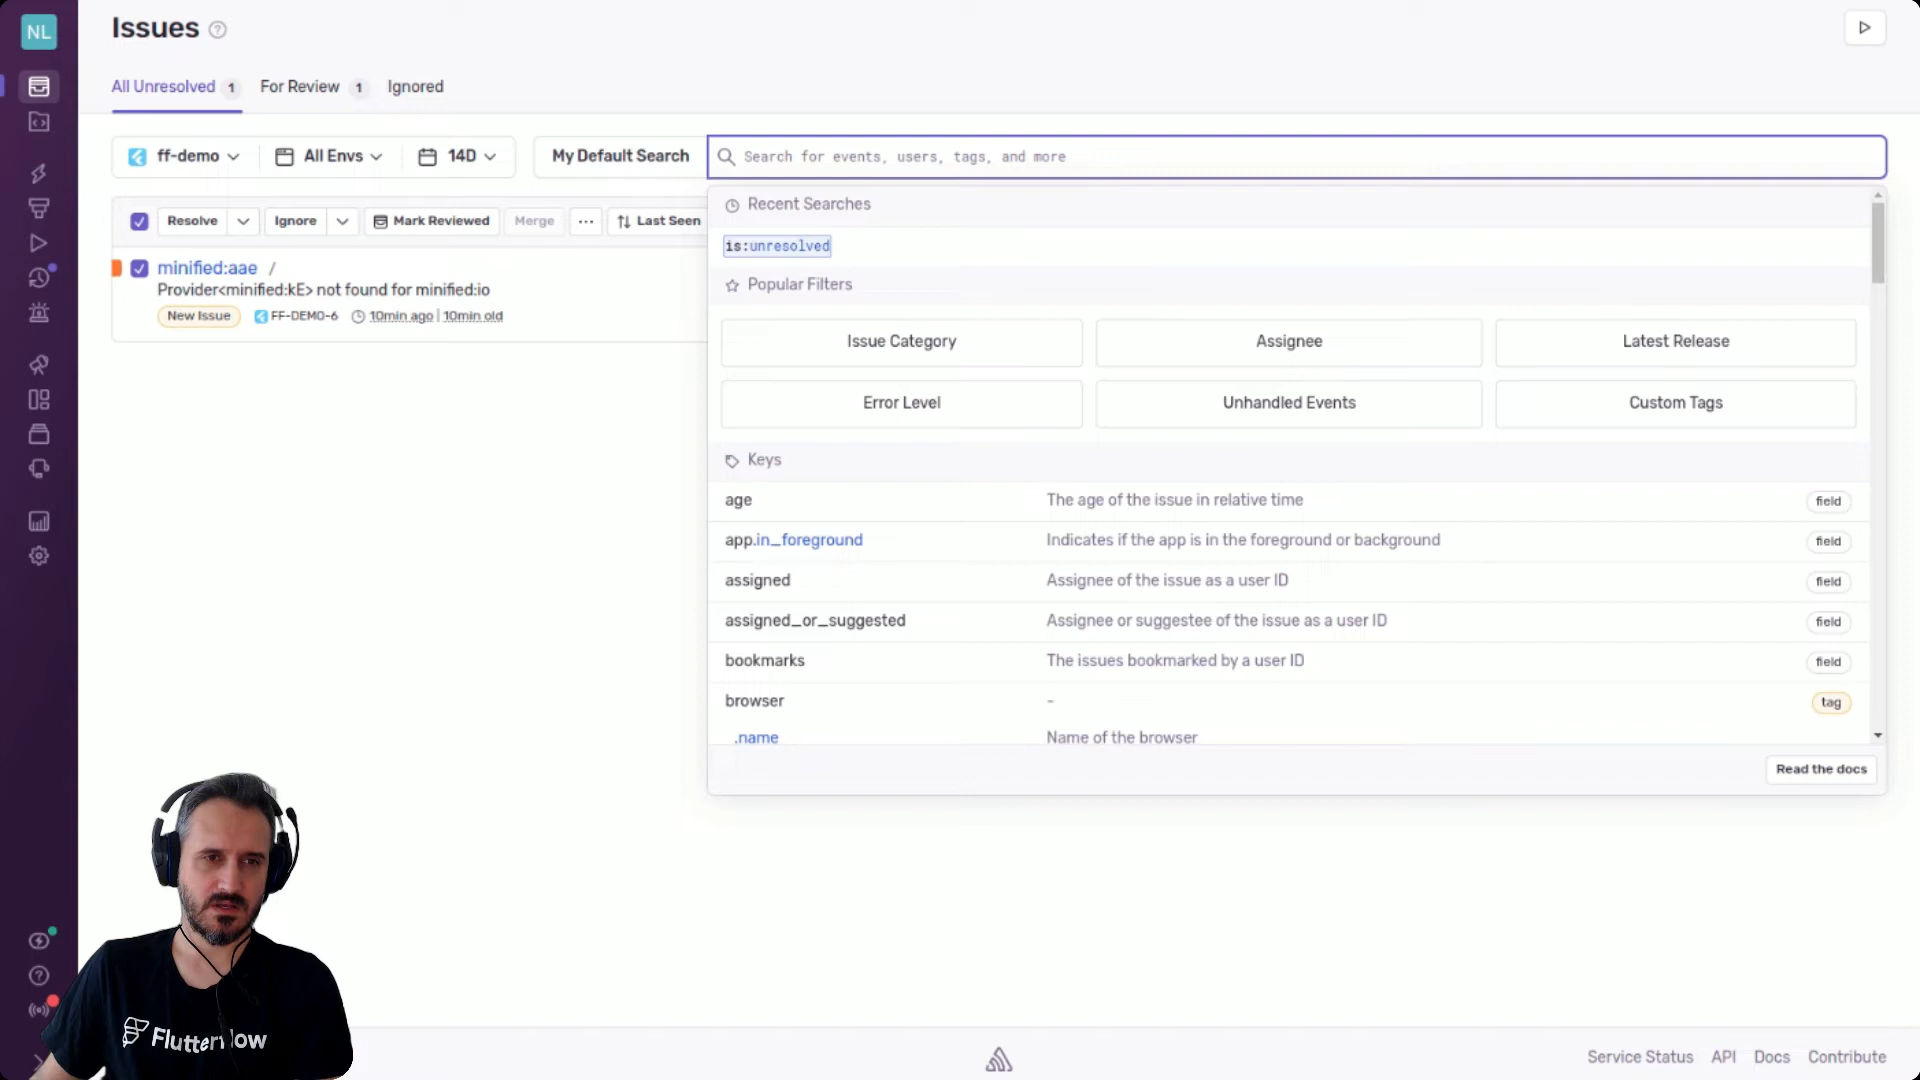 NL
Issues
All Unresolved 1 For Review 1 Ignored
ff-demo All Envs 14D My Default Search Search for events, users, tags, and more
Resolve Ignore Mark Reviewed Merge ... Last Seen
minified:aae /
Provider<minified:kE> not found for minified:io
New Issue FF-DEMO-6 10min ago | 10min old
Recent Searches
is:unresolved
Popular Filters
Issue Category Assignee Latest Release
Error Level Unhandled Events Custom Tags
Keys
age The age of the issue in relative time field
app.in_foreground Indicates if the app is in the foreground or background field
assigned Assignee of the issue as a user ID field
assigned_or_suggested Assignee or suggestee of the issue as a user ID field
bookmarks The issues bookmarked by a user ID field
browser - tag
.name Name of the browser
Read the docs
Service Status API Docs Contribute